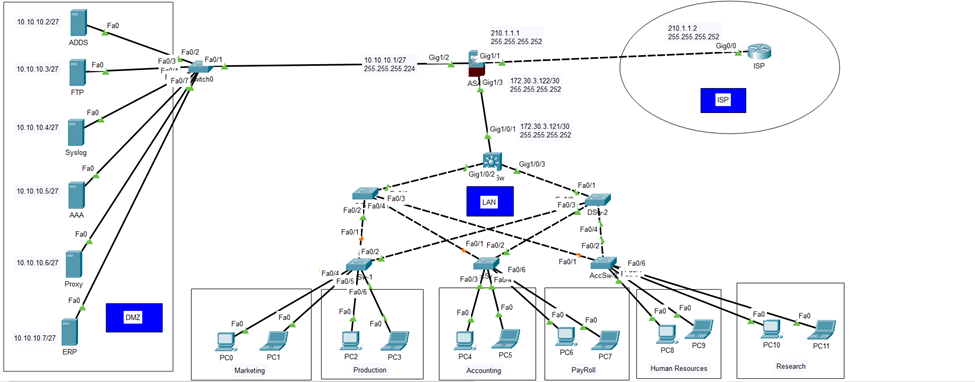 10.10.10.2/27
Fa0
ADDS
10.10.10.3/27
Fa0
FTP
10.10.10.4/27
Fa0
Syslog
10.10.10.5/27
Fa0
AAA
10.10.10.6/27
Fa0
Proxy
10.10.10.7/27
Fa0
ERP
DMZ
Fa0/2
Fa0/3
Fa0/1
Fa0/7
10.10.10.1/27
255.255.255.224
Gig1/2
210.1.1.1
255.255.255.252
Gig1/1
Gig1/3
172.30.3.122/30
255.255.255.252
210.1.1.2
255.255.255.252
Gig0/0
ISP
ISP
Gig1/0/1
172.30.3.121/30
255.255.255.252
Gig1/0/2
Gig1/0/3
LAN
Fa0/3
Fa0/4
Fa0/2
Fa0/1
Fa0/3
DSw-2
Fa0/4
Fa0/1
Fa0/2
Fa0/1
Fa0/2
Fa0/2
Fa0/1
Fa0/4
Fa0/5
Fa0/6
Fa0/3
Fa0/6
Fa0/6
Fa0
Fa0
Fa0
Fa0
Fa0
Fa0
Fa0
Fa0
Fa0
Fa0
Fa0
Fa0
PC0
PC1
PC2
PC3
PC4
PC5
PC6
PC7
PC8
PC9
PC10
PC11
Marketing
Production
Accounting
PayRoll
Human Resources
Research